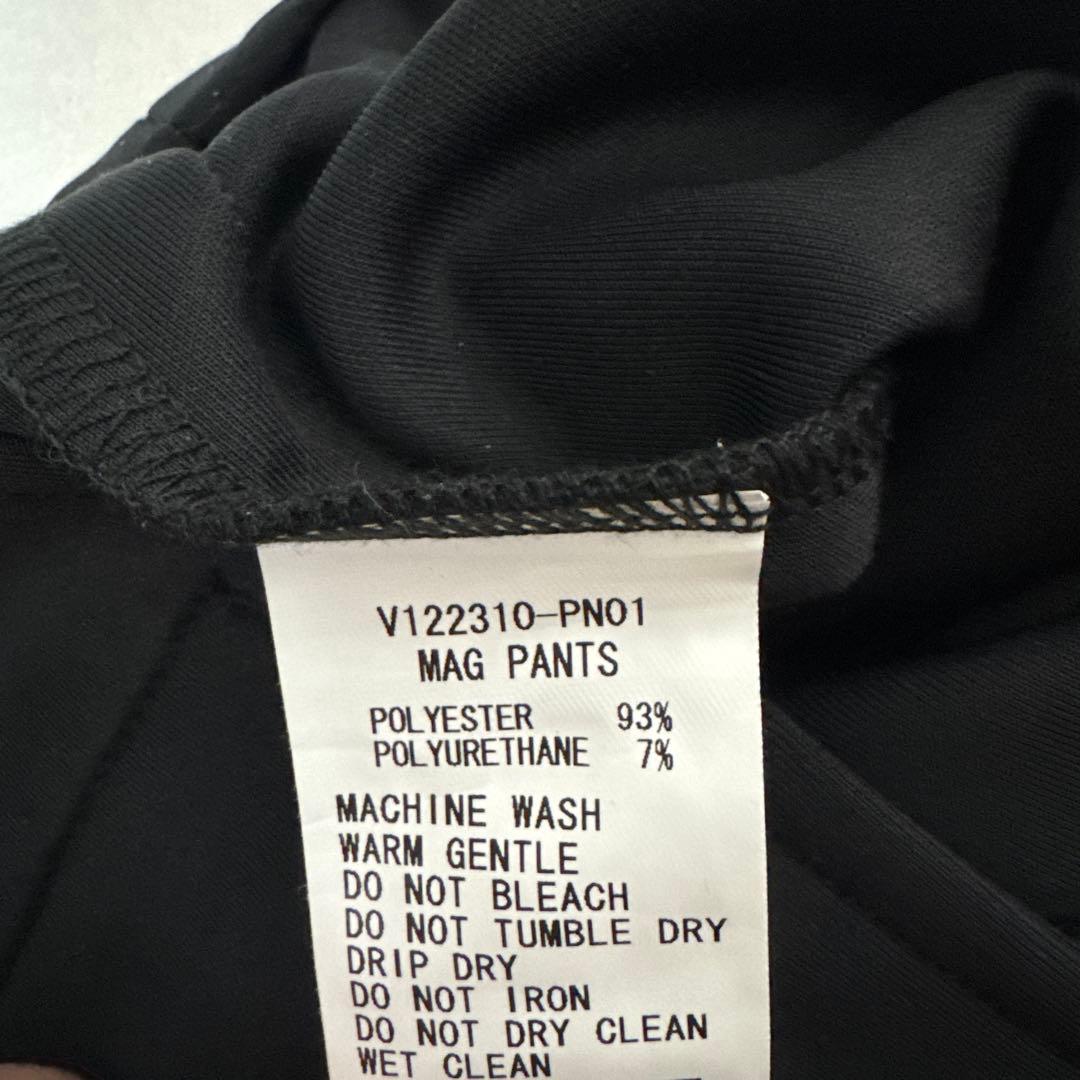 V122310-PN01
MAG PANTS
POLYESTER 93%
POLYURETHANE 7%
MACHINE WASH
WARM GENTLE
DO NOT BLEACH
DO NOT TUMBLE DRY
DRIP DRY
DO NOT IRON
DO NOT DRY CLEAN
WET CLEAN